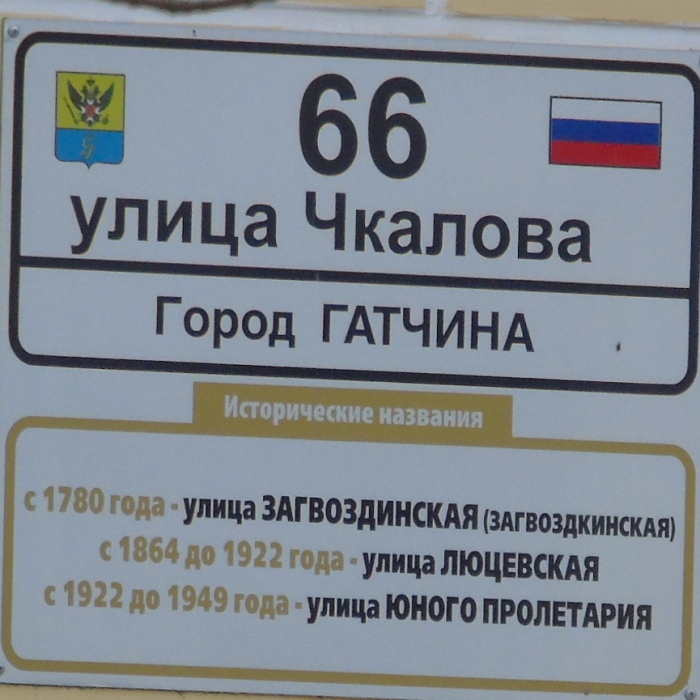 66
улица Чкалова
Город ГАТЧИНА
Исторические названия
с 1780 года - улица ЗАГВОЗДИНСКАЯ (ЗАГВОЗДКИНСКАЯ)
с 1864 до 1922 года - улица ЛЮЦЕВСКАЯ
с 1922 до 1949 года - улица ЮНОГО ПРОЛЕТАРИЯ